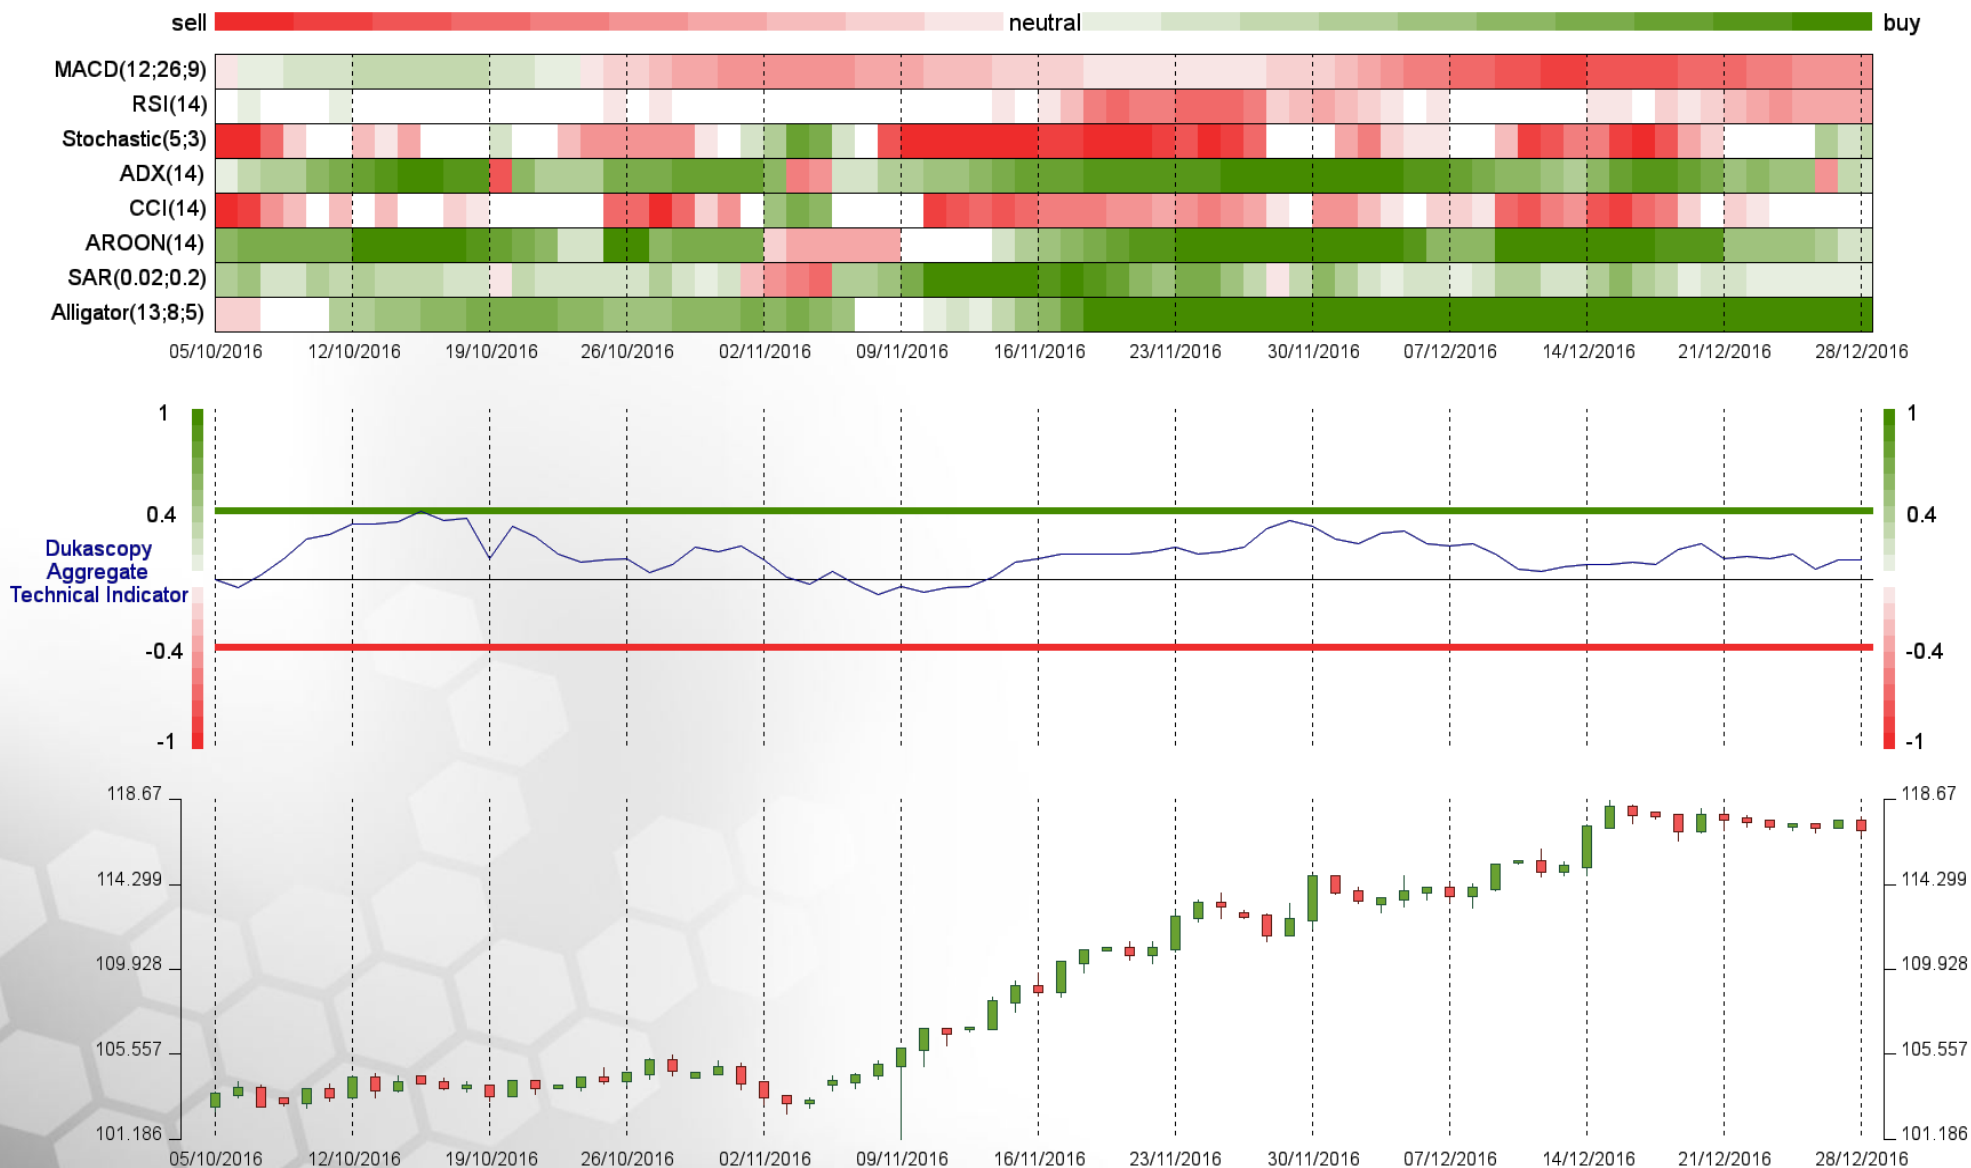 sell neutral buy
MACD(12;26;9)
RSI(14)
Stochastic(5;3)
ADX(14)
CCI(14)
AROON(14)
SAR(0.02;0.2)
Alligator(13;8;5)
05/10/2016 12/10/2016 19/10/2016 26/10/2016 02/11/2016 09/11/2016 16/11/2016 23/11/2016 30/11/2016 07/12/2016 14/12/2016 21/12/2016 28/12/2016
1 1
0.4 0.4
Dukascopy
Aggregate
Technical Indicator
-0.4 -0.4
-1 -1
118.67 118.67
114.299 114.299
109.928 109.928
105.557 105.557
101.186 101.186
05/10/2016 12/10/2016 19/10/2016 26/10/2016 02/11/2016 09/11/2016 16/11/2016 23/11/2016 30/11/2016 07/12/2016 14/12/2016 21/12/2016 28/12/2016